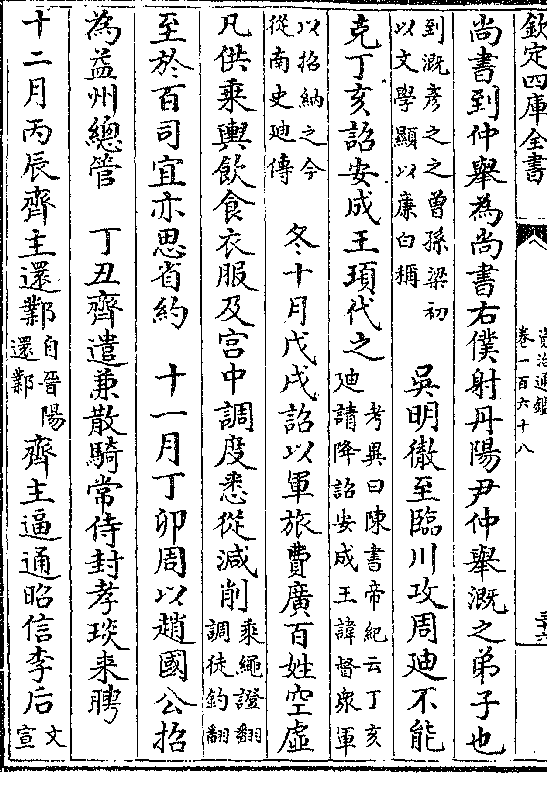 欽定四庫全書
資治通鑑
卷一百六十八
三十六
尚書到仲舉為尚書右僕射丹陽尹仲舉溉之弟子也
到溉彥之之曾孫梁初
以文學顯以廉白稱
吳明徹至臨川攻周迪不能
克丁亥詔安成王頊代之
考異曰陳書帝紀云丁亥
迪請降詔安成王諱督衆軍
以招納之今
從南史迪傳
冬十月戊戌詔以軍旅費廣百姓空虛
凡供乘輿飲食衣服及宫中調度悉從減削
乘繩證翻
調徒釣翻
至於百司宜亦思省約
十一月丁卯周以趙國公招
為益州總管
丁丑齊遣兼散騎常侍封孝琰来聘
十二月丙辰齊主還鄴
自晉陽
還鄴
齊主逼通昭信李后
文
宣